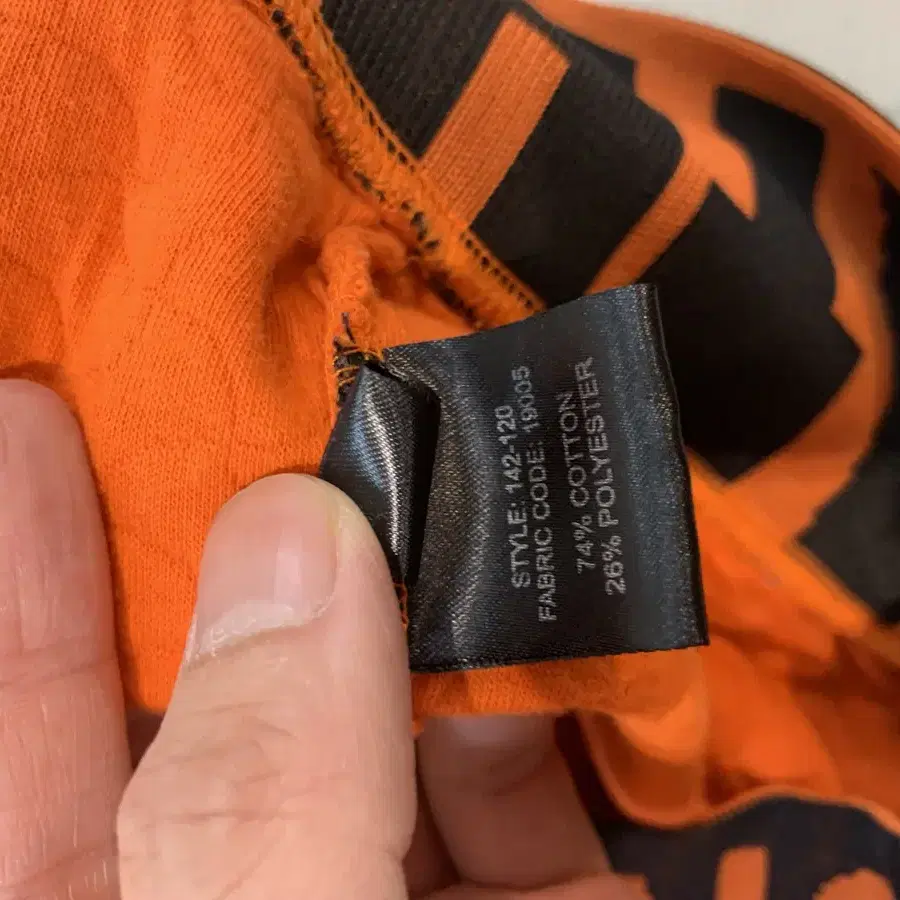 STYLE: 142-120
FABRIC CODE: 19005
74% COTTON
26% POLYESTER